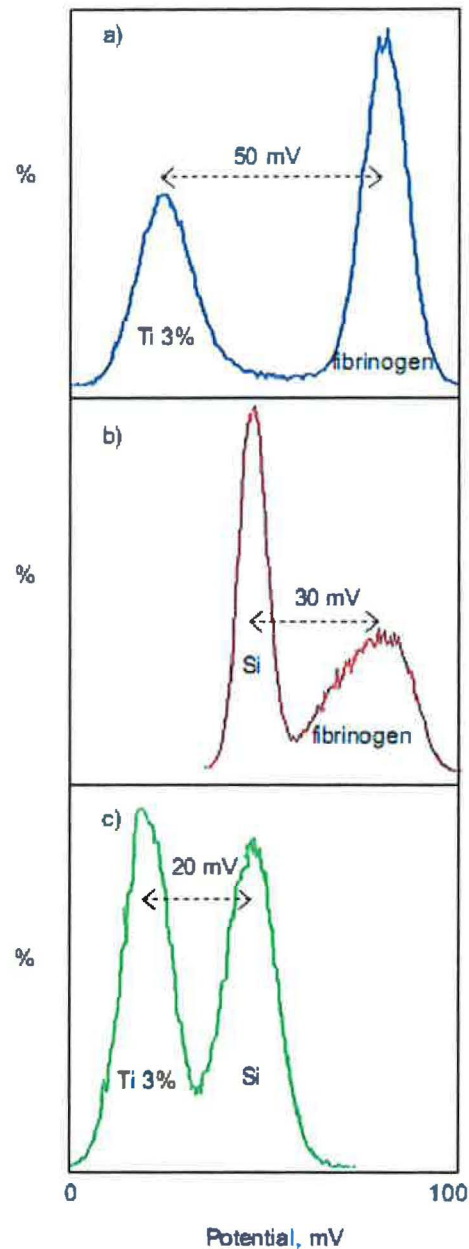 a)
50 mV
%
Ti 3%
fibrinogen
b)
%
30 mV
Si
fibrinogen
c)
20 mV
%
Ti 3%
Si
0
100
Potential, mV